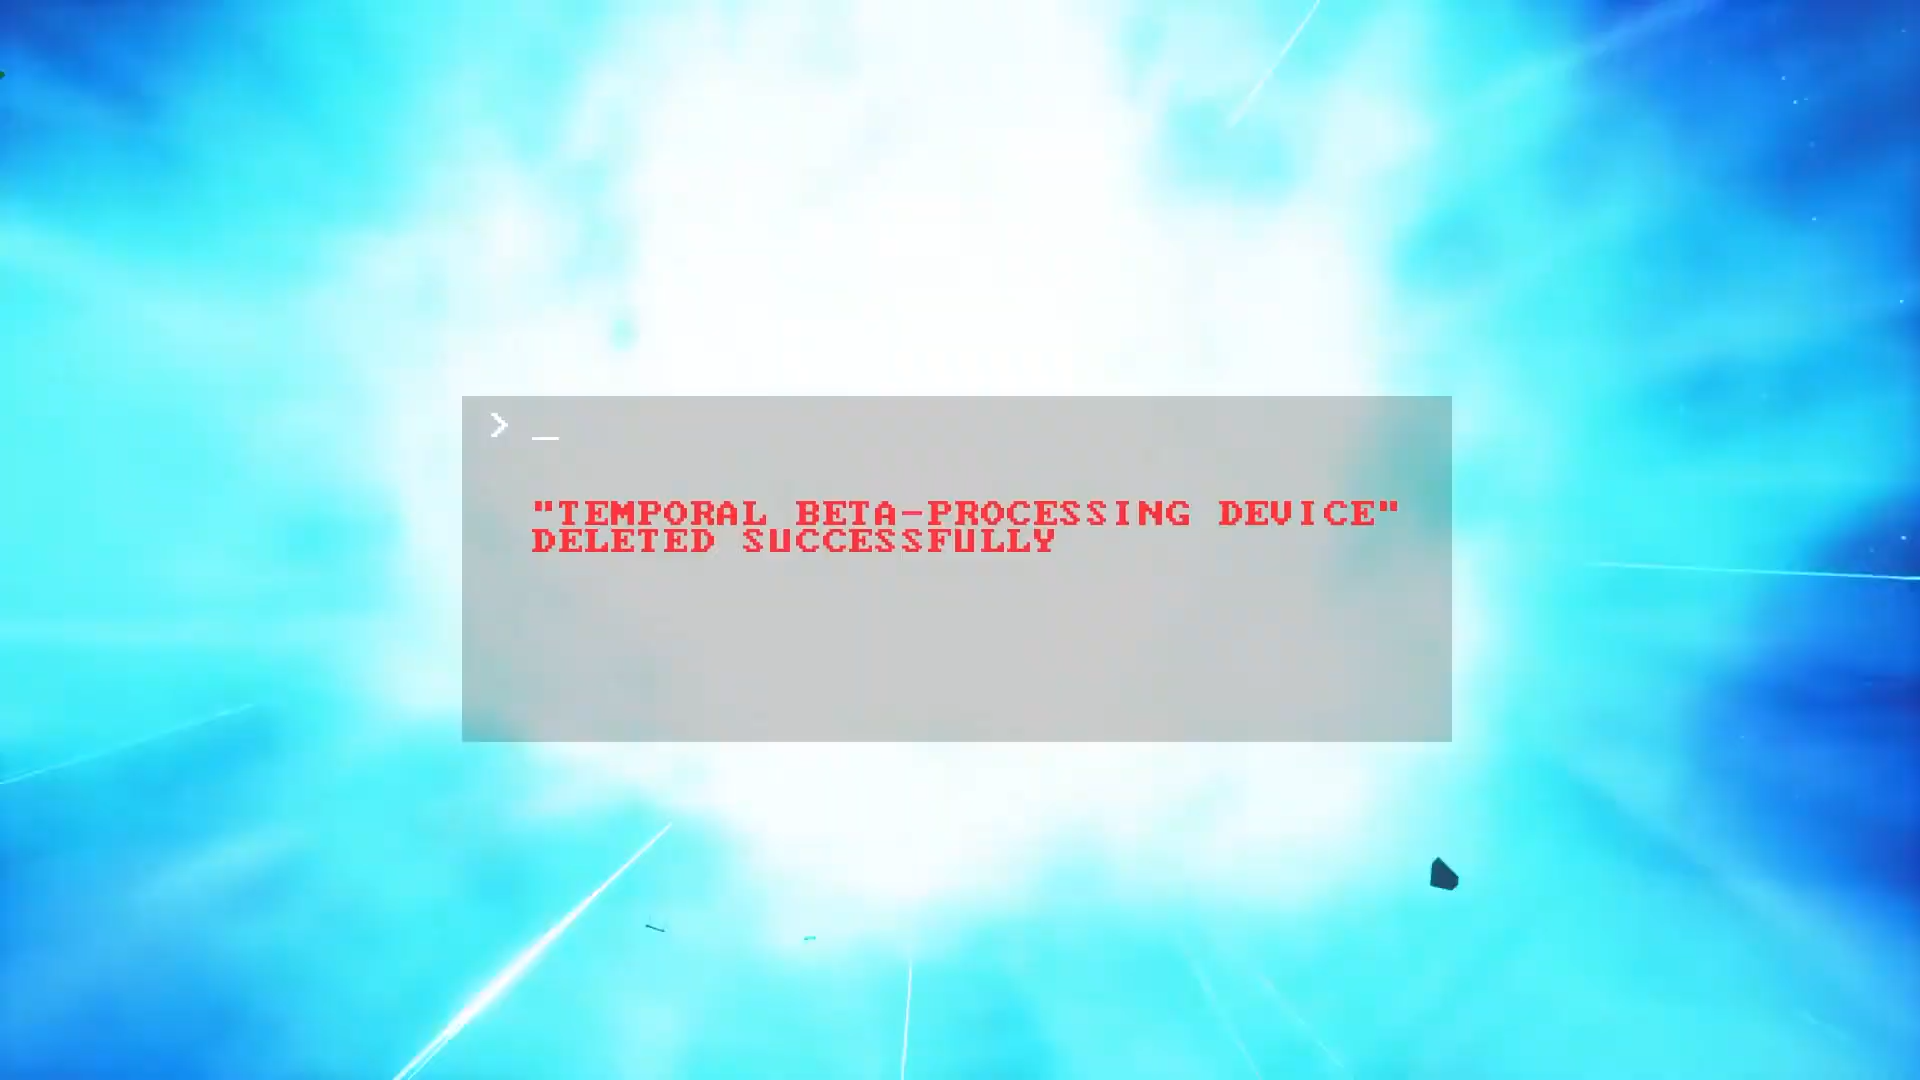 > _
"TEMPORAL BETA-PROCESSING DEVICE"
DELETED SUCCESSFULLY